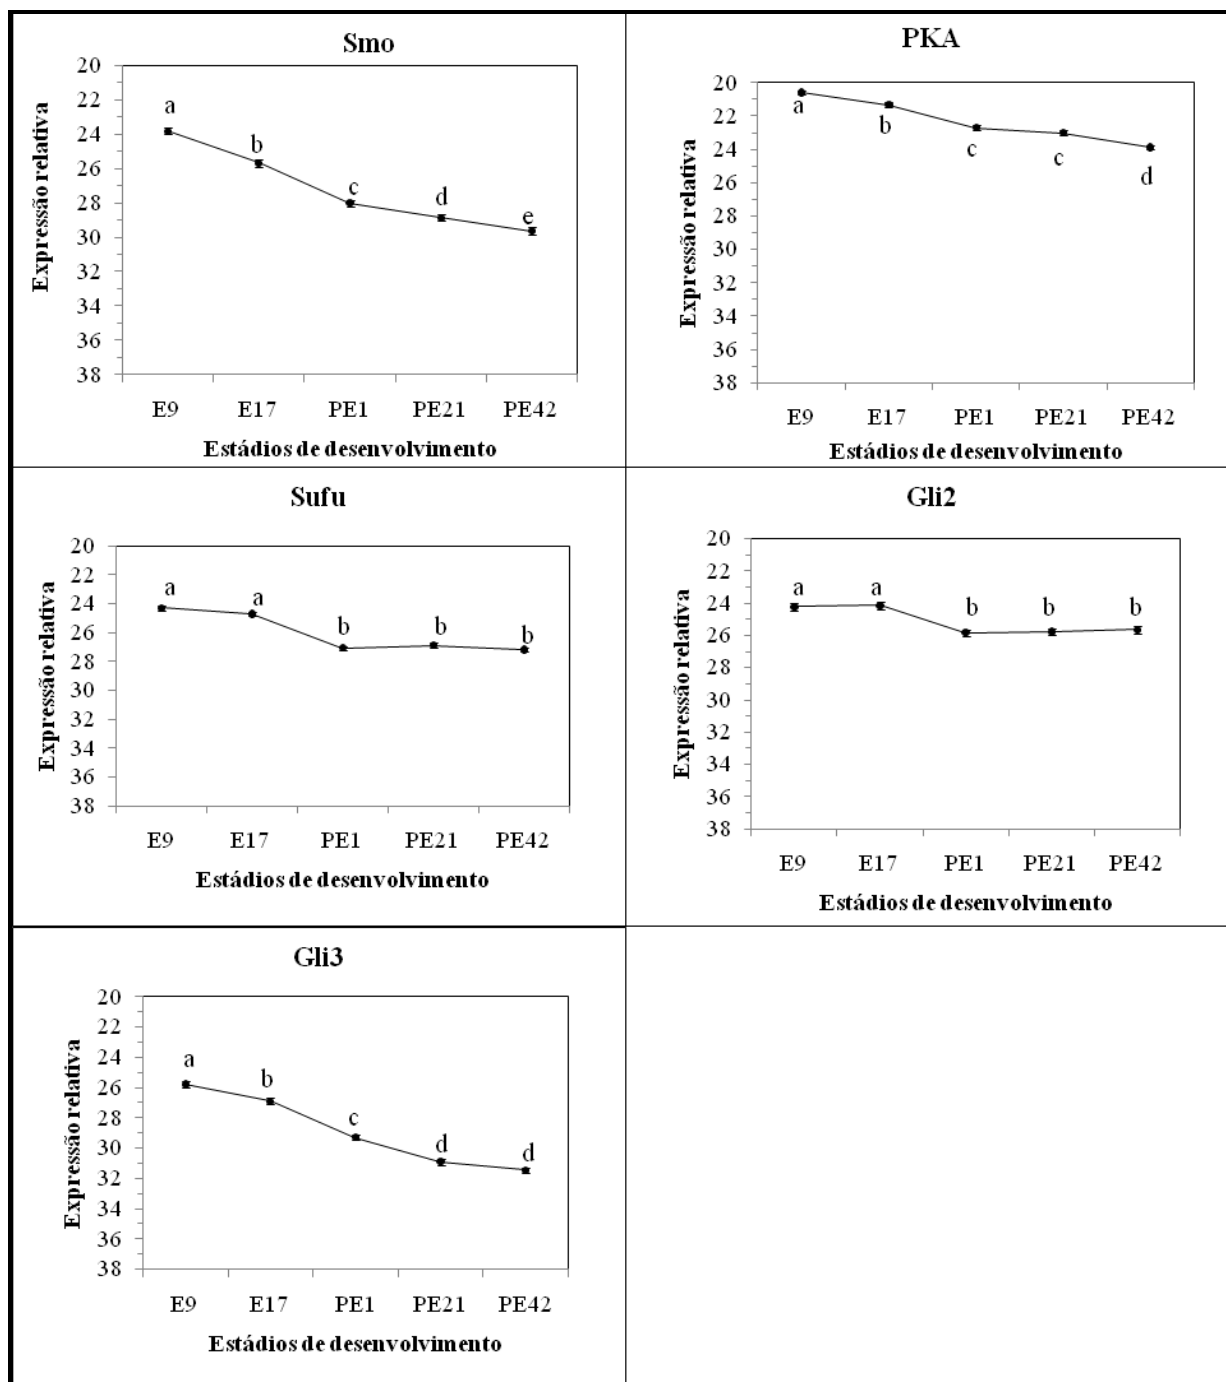 Smo
Expressão relativa
20
22
24
26
28
30
32
34
36
38
a
b
c
d
e
E9 E17 PE1 PE21 PE42
Estádios de desenvolvimento
PKA
Expressão relativa
20
22
24
26
28
30
32
34
36
38
a
b
c
c
d
E9 E17 PE1 PE21 PE42
Estádios de desenvolvimento
Sufu
Expressão relativa
20
22
24
26
28
30
32
34
36
38
a
a
b
b
b
E9 E17 PE1 PE21 PE42
Estádios de desenvolvimento
Gli2
Expressão relativa
20
22
24
26
28
30
32
34
36
38
a
a
b
b
b
E9 E17 PE1 PE21 PE42
Estádios de desenvolvimento
Gli3
Expressão relativa
20
22
24
26
28
30
32
34
36
38
a
b
c
d
d
E9 E17 PE1 PE21 PE42
Estádios de desenvolvimento